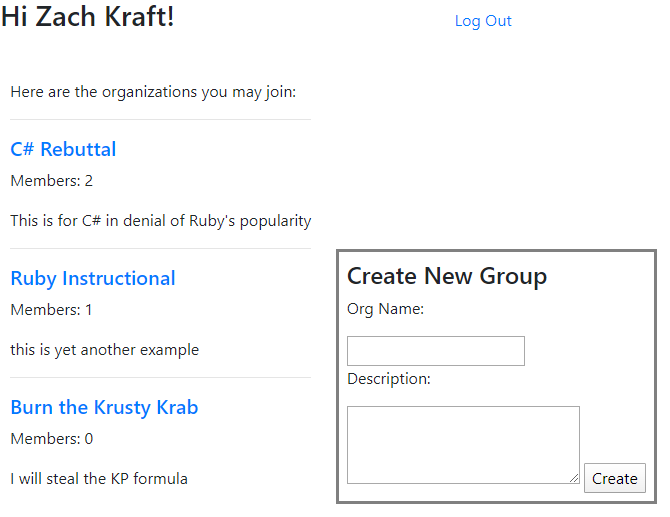 Hi Zach Kraft!
Log Out
Here are the organizations you may join:
C# Rebuttal
Members: 2
This is for C# in denial of Ruby's popularity
Ruby Instructional
Members: 1
this is yet another example
Burn the Krusty Krab
Members: 0
I will steal the KP formula
Create New Group
Org Name:
Description:
Create